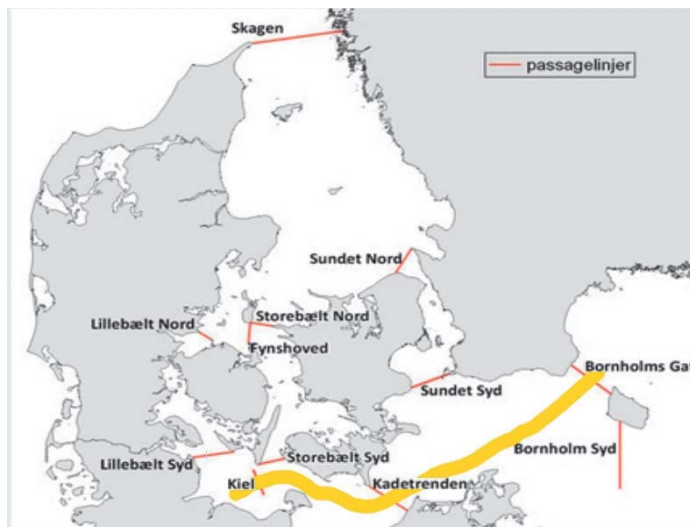 Skagen
passagelinjer
Sundet Nord
Storebælt Nord
Lillebælt Nord
Fynshoved
Bornholms Gat
Sundet Syd
Bornholm Syd
Storebælt Syd
Lillebælt Syd
Kiel
Kadetrenden